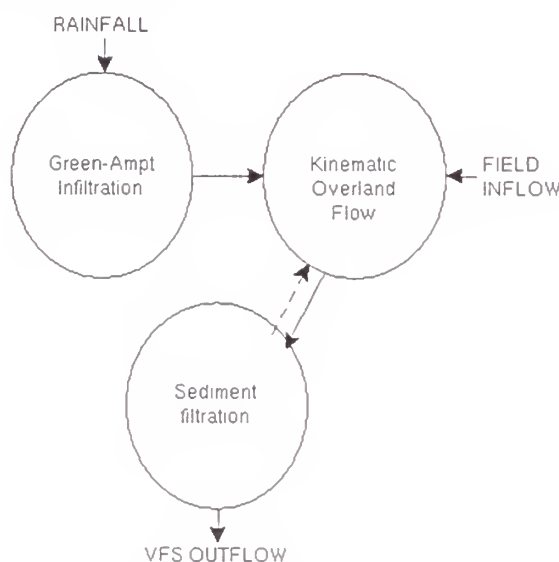 RAINFALL
Green-Ampt
Infiltration
Kinematic
Overland
Flow
FIELD
INFLOW
Sediment
filtration
VFS OUTFLOW